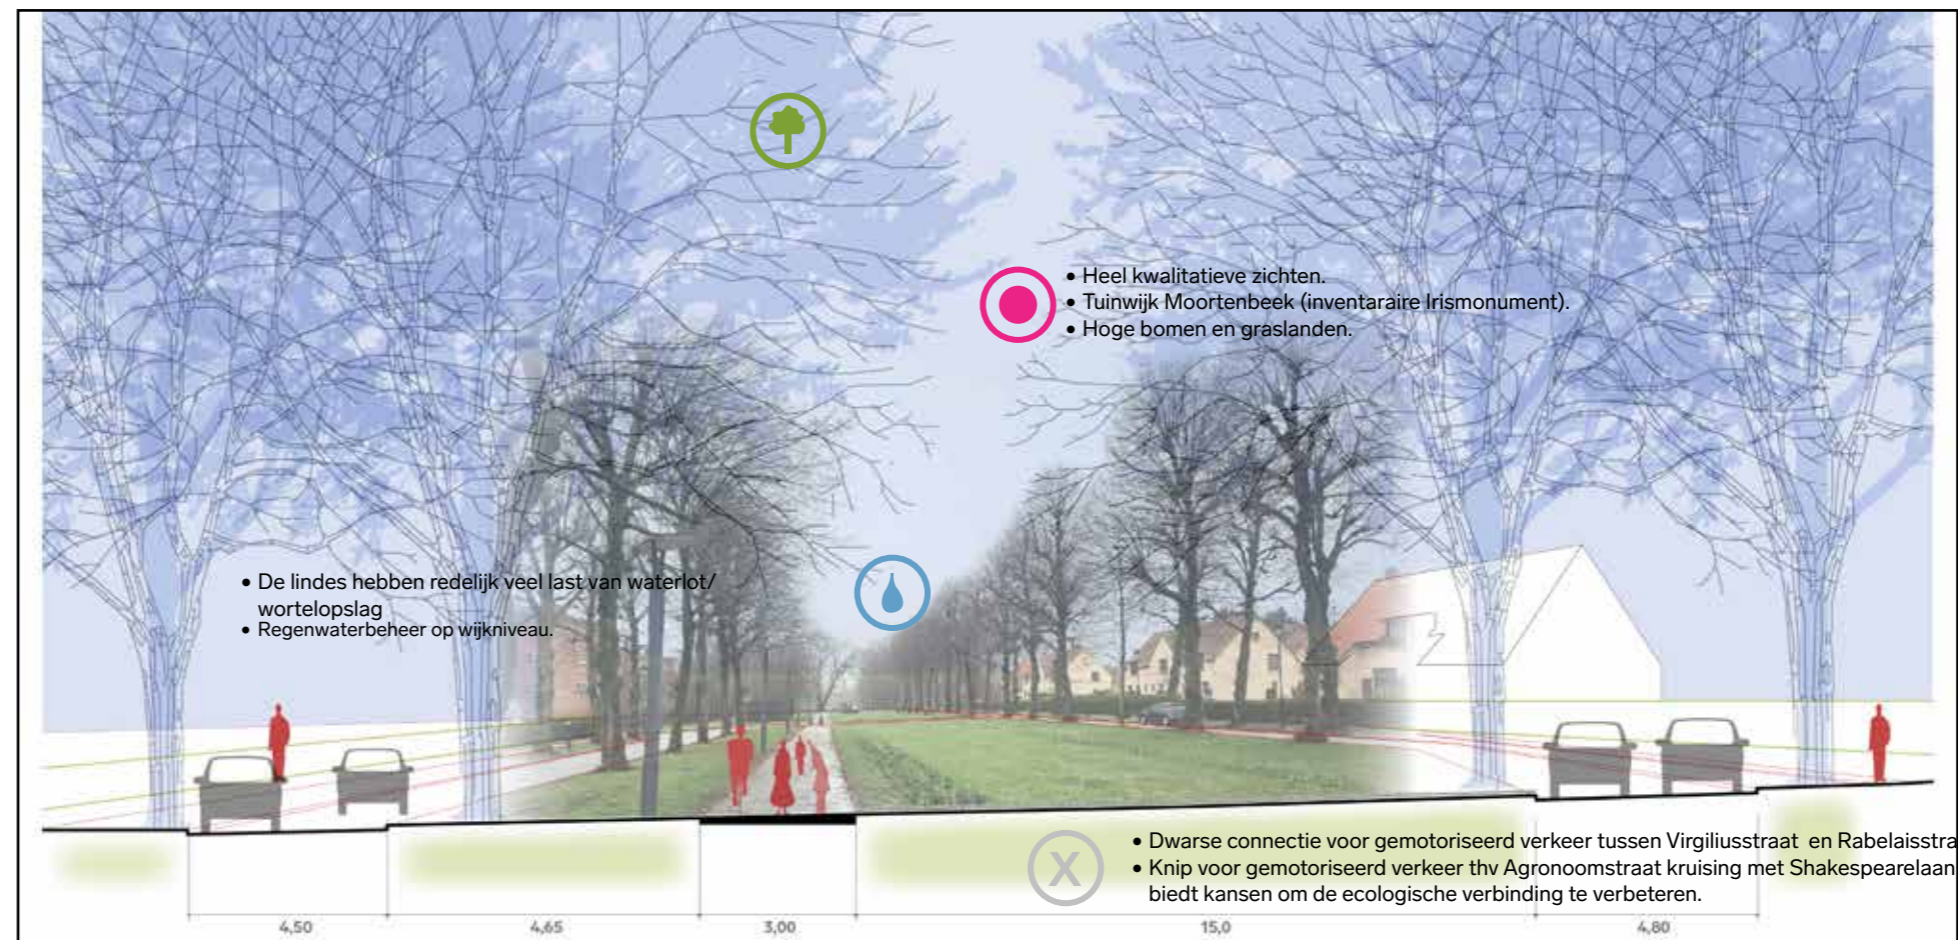 • Heel kwalitatieve zichten.
• Tuinwijk Moortenbeek (inventaraire Irismonument).
• Hoge bomen en graslanden.
• De lindes hebben redelijk veel last van waterlot/
wortelopslag
• Regenwaterbeheer op wijkniveau.
X
• Dwarse connectie voor gemotoriseerd verkeer tussen Virgiliusstraat en Rabelaisstra
• Knip voor gemotoriseerd verkeer thv Agronoomstraat kruising met Shakespearelaan
biedt kansen om de ecologische verbinding te verbeteren.
4,50 4,65 3,00 15,0 4,80